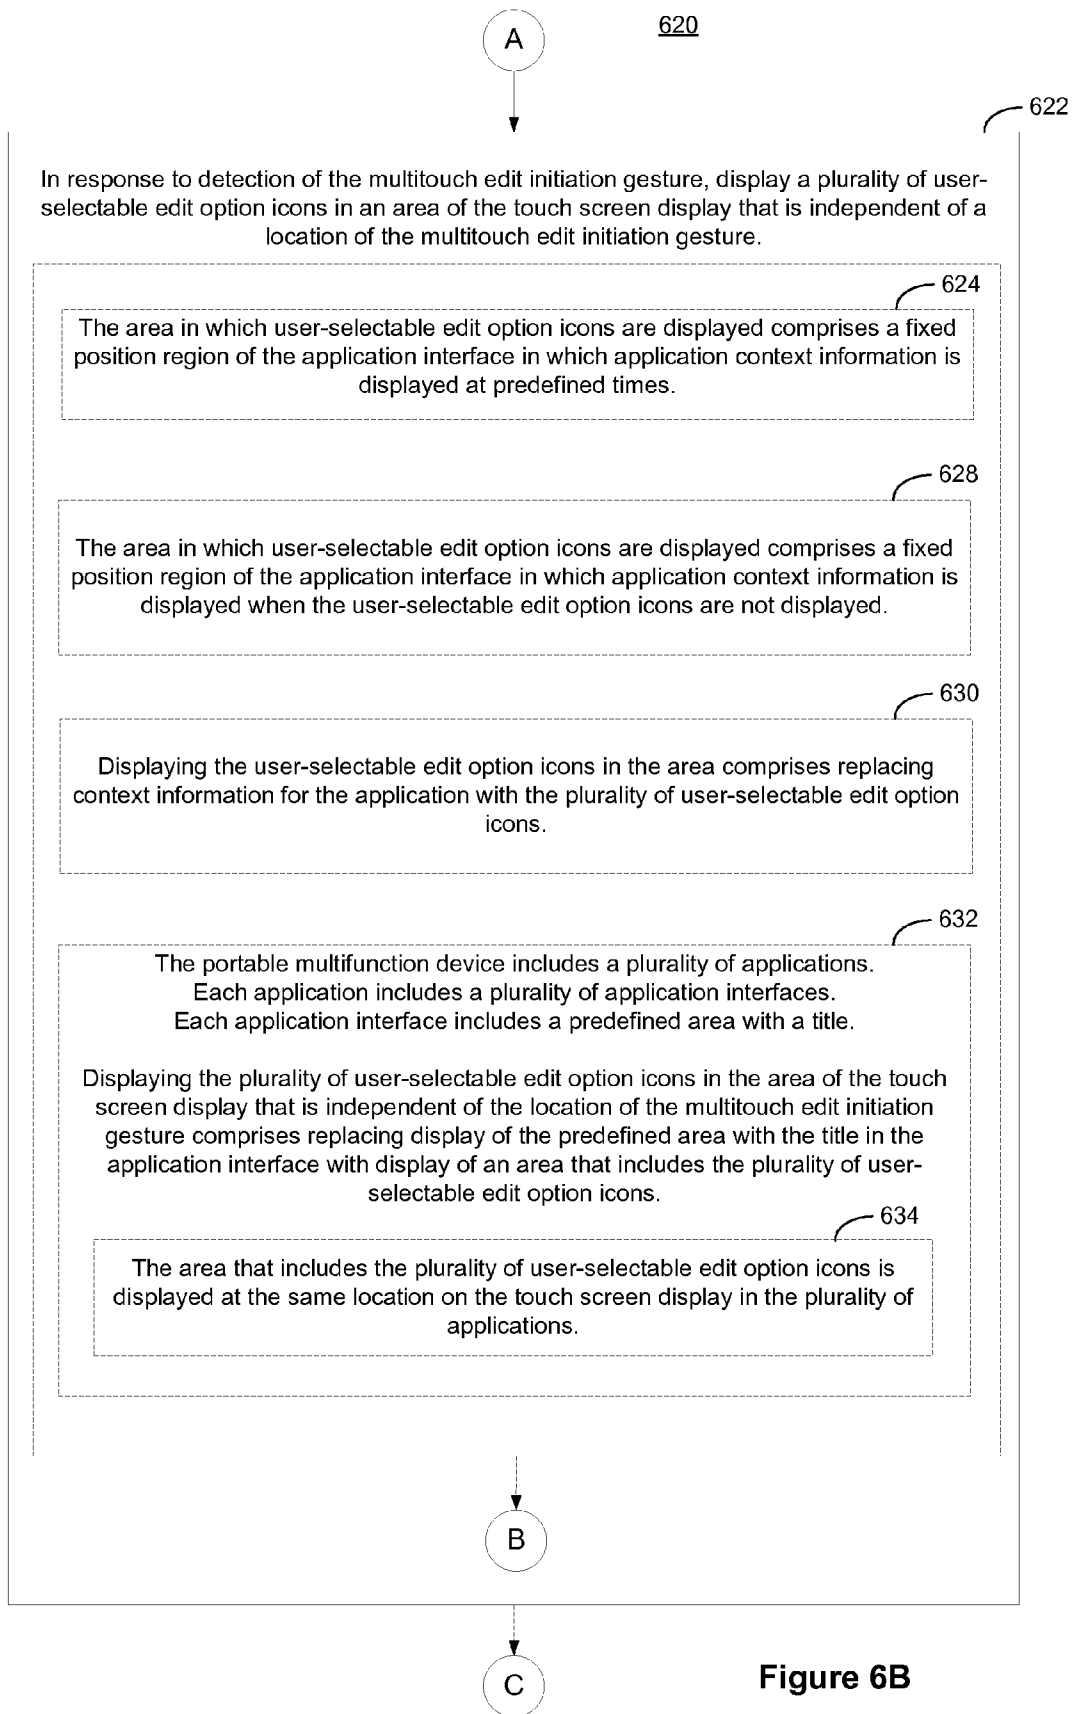 A
620
622
In response to detection of the multitouch edit initiation gesture, display a plurality of user-
selectable edit option icons in an area of the touch screen display that is independent of a
location of the multitouch edit initiation gesture.
624
The area in which user-selectable edit option icons are displayed comprises a fixed
position region of the application interface in which application context information is
displayed at predefined times.
628
The area in which user-selectable edit option icons are displayed comprises a fixed
position region of the application interface in which application context information is
displayed when the user-selectable edit option icons are not displayed.
630
Displaying the user-selectable edit option icons in the area comprises replacing
context information for the application with the plurality of user-selectable edit option
icons.
632
The portable multifunction device includes a plurality of applications.
Each application includes a plurality of application interfaces.
Each application interface includes a predefined area with a title.
Displaying the plurality of user-selectable edit option icons in the area of the touch
screen display that is independent of the location of the multitouch edit initiation
gesture comprises replacing display of the predefined area with the title in the
application interface with display of an area that includes the plurality of user-
selectable edit option icons.
634
The area that includes the plurality of user-selectable edit option icons is
displayed at the same location on the touch screen display in the plurality of
applications.
B
C
Figure 6B